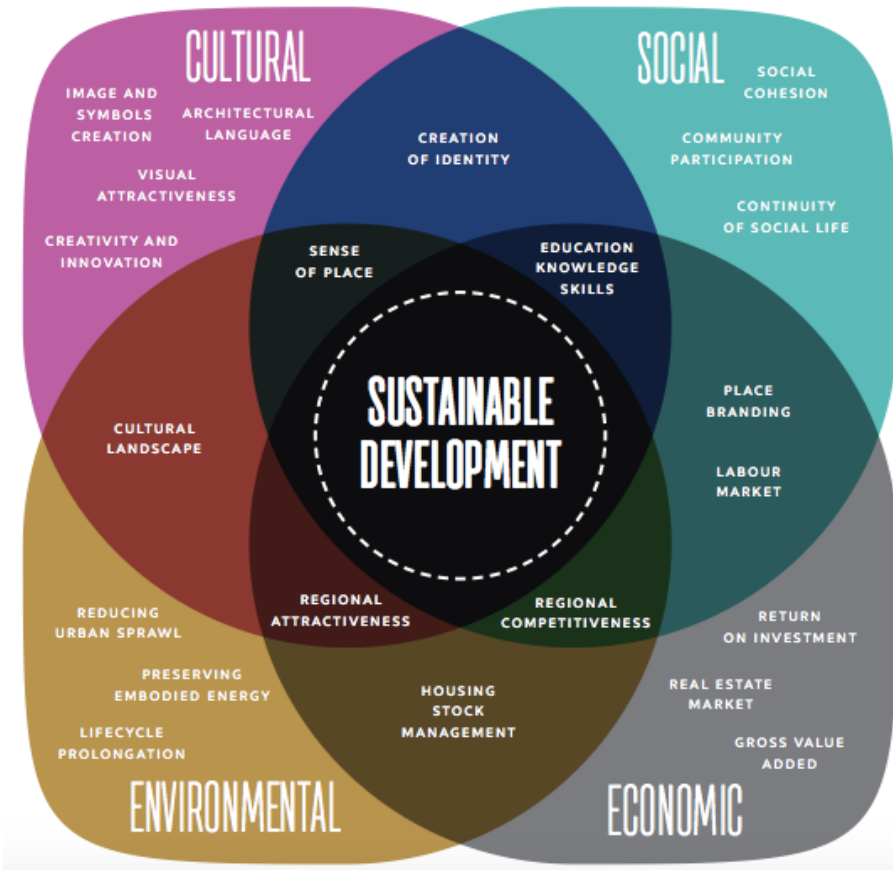 CULTURAL
IMAGE AND
SYMBOLS
CREATION
ARCHITECTURAL
LANGUAGE
VISUAL
ATTRACTIVENESS
CREATIVITY AND
INNOVATION
CREATION
OF IDENTITY
SOCIAL
SOCIAL
COHESION
COMMUNITY
PARTICIPATION
CONTINUITY
OF SOCIAL LIFE
SENSE
OF PLACE
EDUCATION
KNOWLEDGE
SKILLS
CULTURAL
LANDSCAPE
SUSTAINABLE
DEVELOPMENT
PLACE
BRANDING
LABOUR
MARKET
REGIONAL
ATTRACTIVENESS
REGIONAL
COMPETITIVENESS
REDUCING
URBAN SPRAWL
PRESERVING
EMBODIED ENERGY
LIFECYCLE
PROLONGATION
ENVIRONMENTAL
HOUSING
STOCK
MANAGEMENT
RETURN
ON INVESTMENT
REAL ESTATE
MARKET
GROSS VALUE
ADDED
ECONOMIC